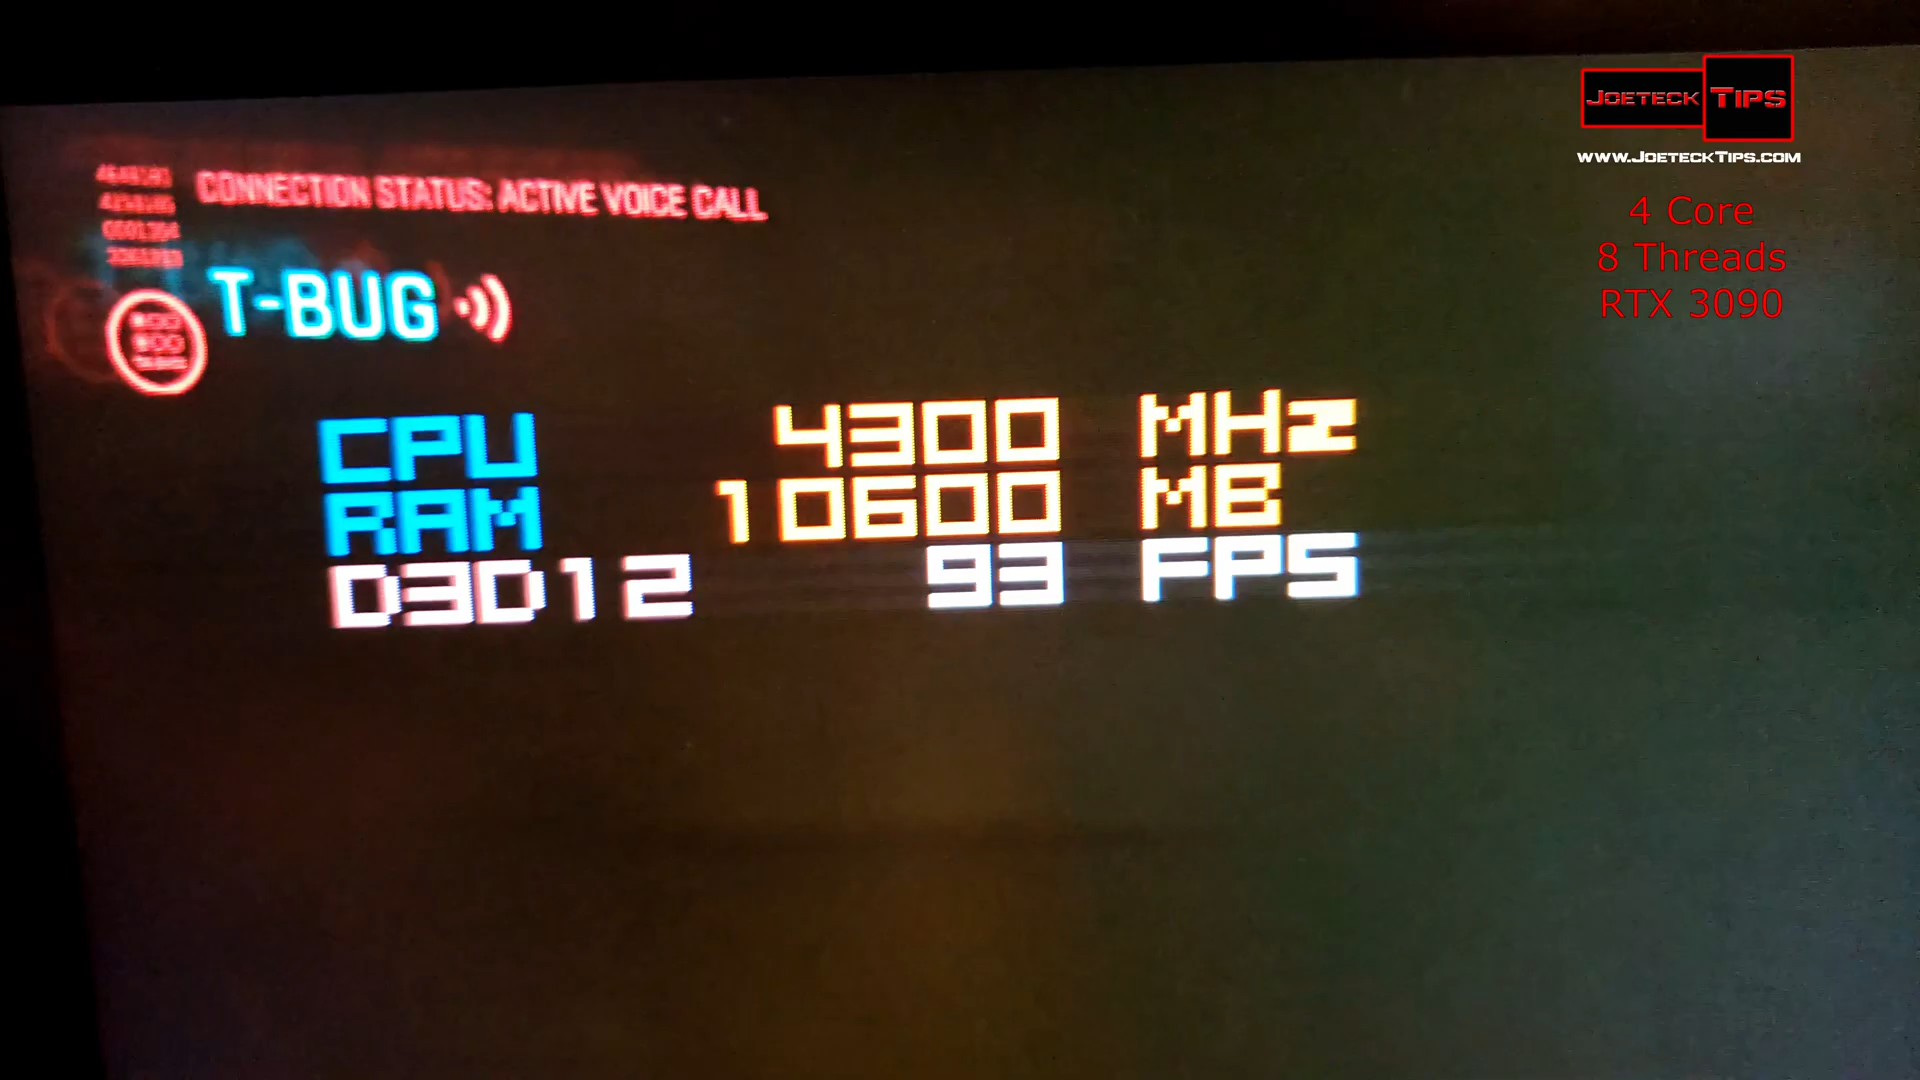 CONNECTION STATUS: ACTIVE VOICE CALL
T-BUG
CPU 4300 MHz
RAM 10600 MB
D3D12 93 FPS
JOETECK TIPS
WWW.JOETECKTIPS.COM
4 Core
8 Threads
RTX 3090